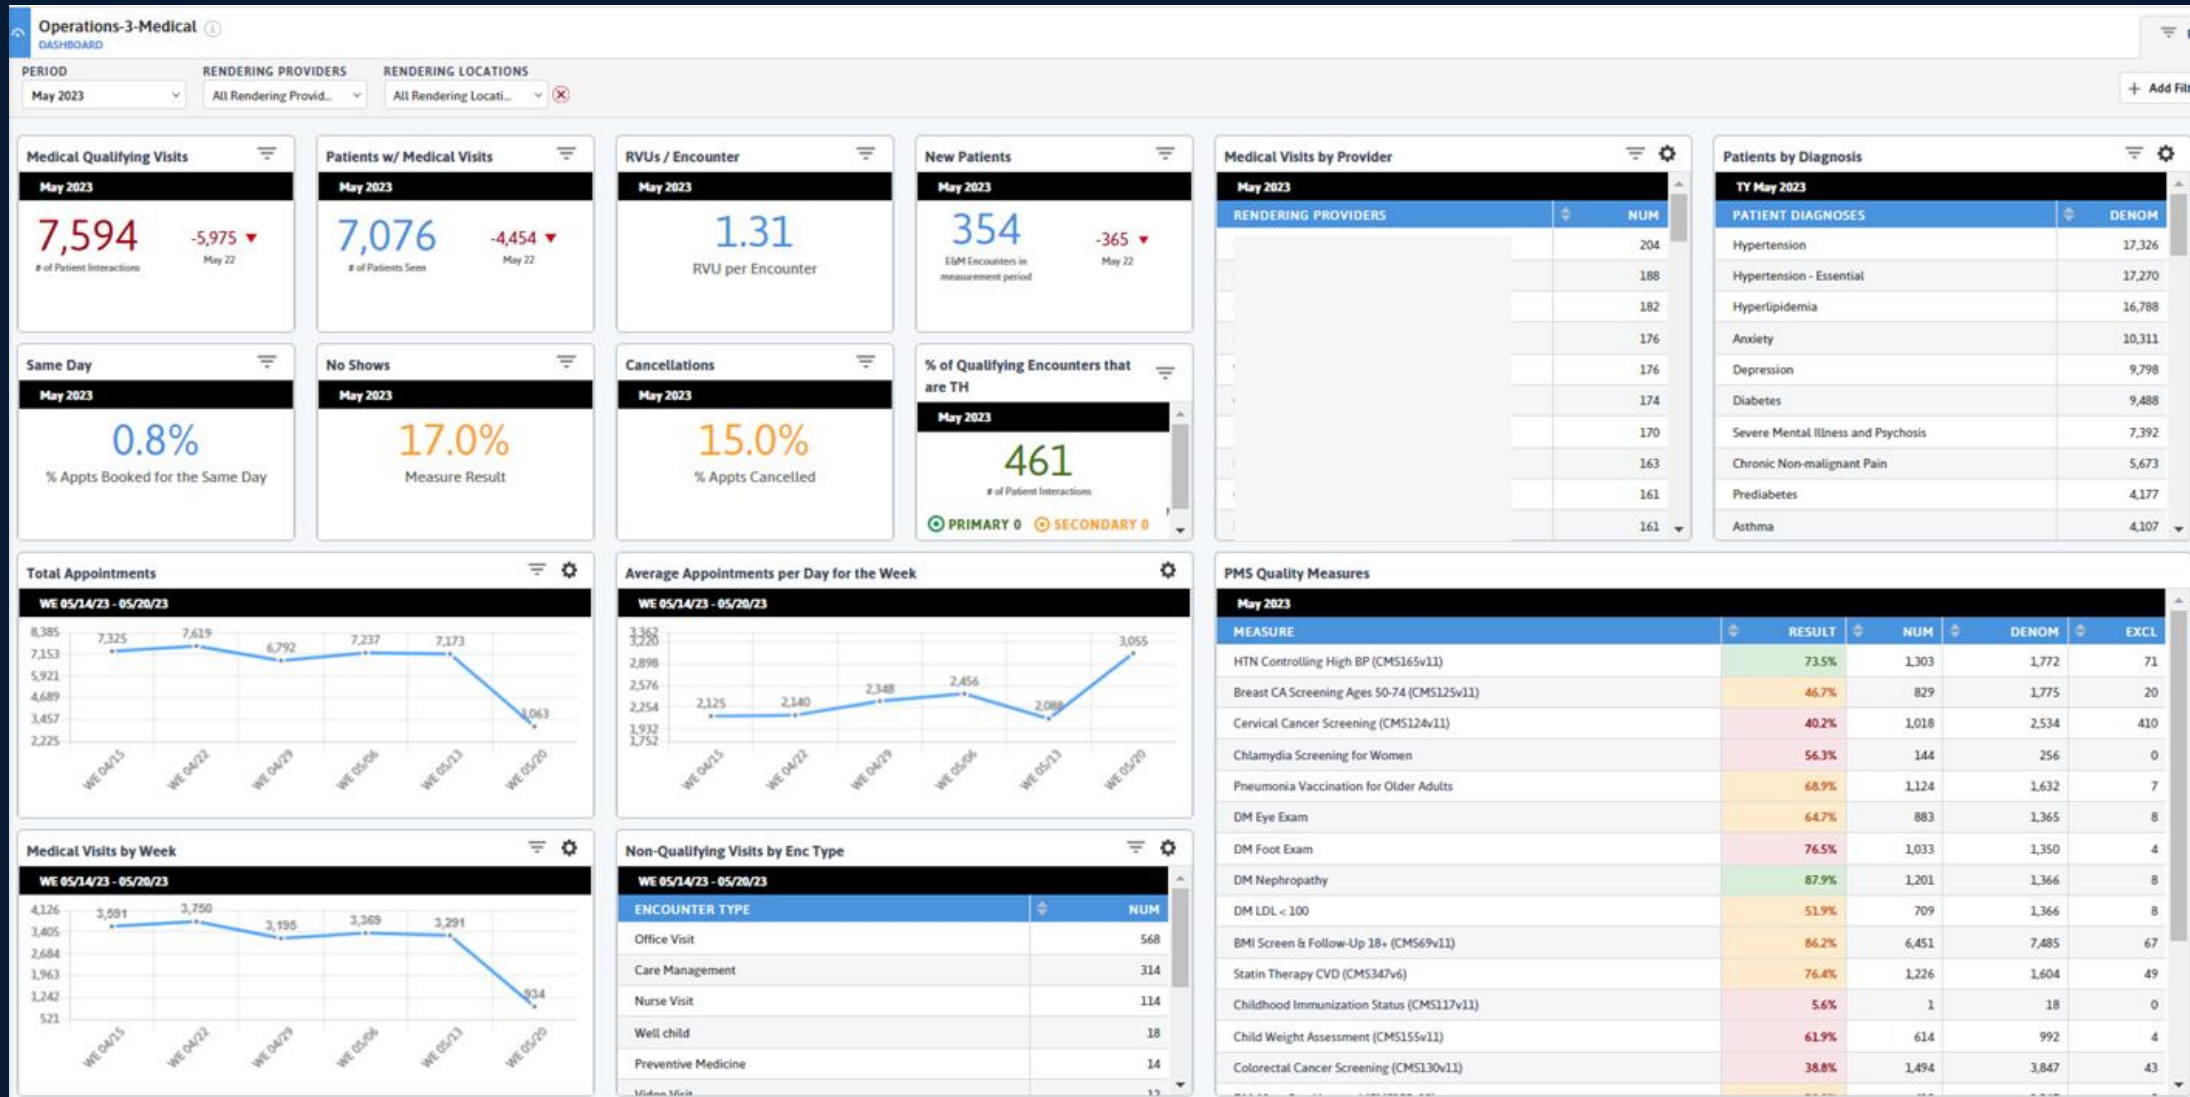 Operations-3-Medical
DASHBOARD
PERIOD
RENDERING PROVIDERS
RENDERING LOCATIONS
May 2023
All Rendering Provid...
All Rendering Locati...
+ Add
Medical Qualifying Visits
May 2023
7,594
# of Patient Interactions
-5,975 ▼
May 22
Patients w/ Medical Visits
May 2023
7,076
# of Patients Seen
-4,454 ▼
May 22
RVUs / Encounter
May 2023
1.31
RVU per Encounter
New Patients
May 2023
354
E&M Encounters in
measurement period
-365 ▼
May 22
Medical Visits by Provider
May 2023
RENDERING PROVIDERS NUM
204
188
182
176
176
174
170
163
161
161
Patients by Diagnosis
TY May 2023
PATIENT DIAGNOSES DENOM
Hypertension 17,326
Hypertension - Essential 17,270
Hyperlipidemia 16,788
Anxiety 10,311
Depression 9,798
Diabetes 9,488
Severe Mental Illness and Psychosis 7,392
Chronic Non-malignant Pain 5,673
Prediabetes 4,177
Asthma 4,107
Same Day
May 2023
0.8%
% Appts Booked for the Same Day
No Shows
May 2023
17.0%
Measure Result
Cancellations
May 2023
15.0%
% Appts Cancelled
% of Qualifying Encounters that
are TH
May 2023
461
# of Patient Interactions
PRIMARY 0 SECONDARY 0
Total Appointments
WE 05/14/23 - 05/20/23
8,385
7,153
5,921
4,689
3,457
2,225
7,325
7,619
6,792
7,237
7,173
3,063
WE 04/15
WE 04/22
WE 04/29
WE 05/06
WE 05/13
WE 05/20
Average Appointments per Day for the Week
WE 05/14/23 - 05/20/23
3,362
3,220
2,898
2,576
2,254
1,932
1,752
2,125
2,140
2,348
2,456
2,088
3,055
WE 04/15
WE 04/22
WE 04/29
WE 05/06
WE 05/13
WE 05/20
PMS Quality Measures
May 2023
MEASURE RESULT NUM DENOM EXCL
HTN Controlling High BP (CMS165v11) 73.5% 1,303 1,772 71
Breast CA Screening Ages 50-74 (CMS125v11) 46.7% 829 1,775 20
Cervical Cancer Screening (CMS124v11) 40.2% 1,018 2,534 410
Chlamydia Screening for Women 56.3% 144 256 0
Pneumonia Vaccination for Older Adults 68.9% 1,124 1,632 7
DM Eye Exam 64.7% 883 1,365 8
DM Foot Exam 76.5% 1,033 1,350 4
DM Nephropathy 87.9% 1,201 1,366 8
DM LDL < 100 51.9% 709 1,366 8
BMI Screen & Follow-Up 18+ (CMS69v11) 86.2% 6,451 7,485 67
Statin Therapy CVD (CMS347v6) 76.4% 1,226 1,604 49
Childhood Immunization Status (CMS117v11) 5.6% 1 18 0
Child Weight Assessment (CMS155v11) 61.9% 614 992 4
Colorectal Cancer Screening (CMS130v11) 38.8% 1,494 3,847 43
Medical Visits by Week
WE 05/14/23 - 05/20/23
4,126
3,405
2,684
1,963
1,242
521
3,591
3,750
3,195
3,369
3,291
934
WE 04/15
WE 04/22
WE 04/29
WE 05/06
WE 05/13
WE 05/20
Non-Qualifying Visits by Enc Type
WE 05/14/23 - 05/20/23
ENCOUNTER TYPE NUM
Office Visit 568
Care Management 314
Nurse Visit 114
Well child 18
Preventive Medicine 14
Video Visit 12